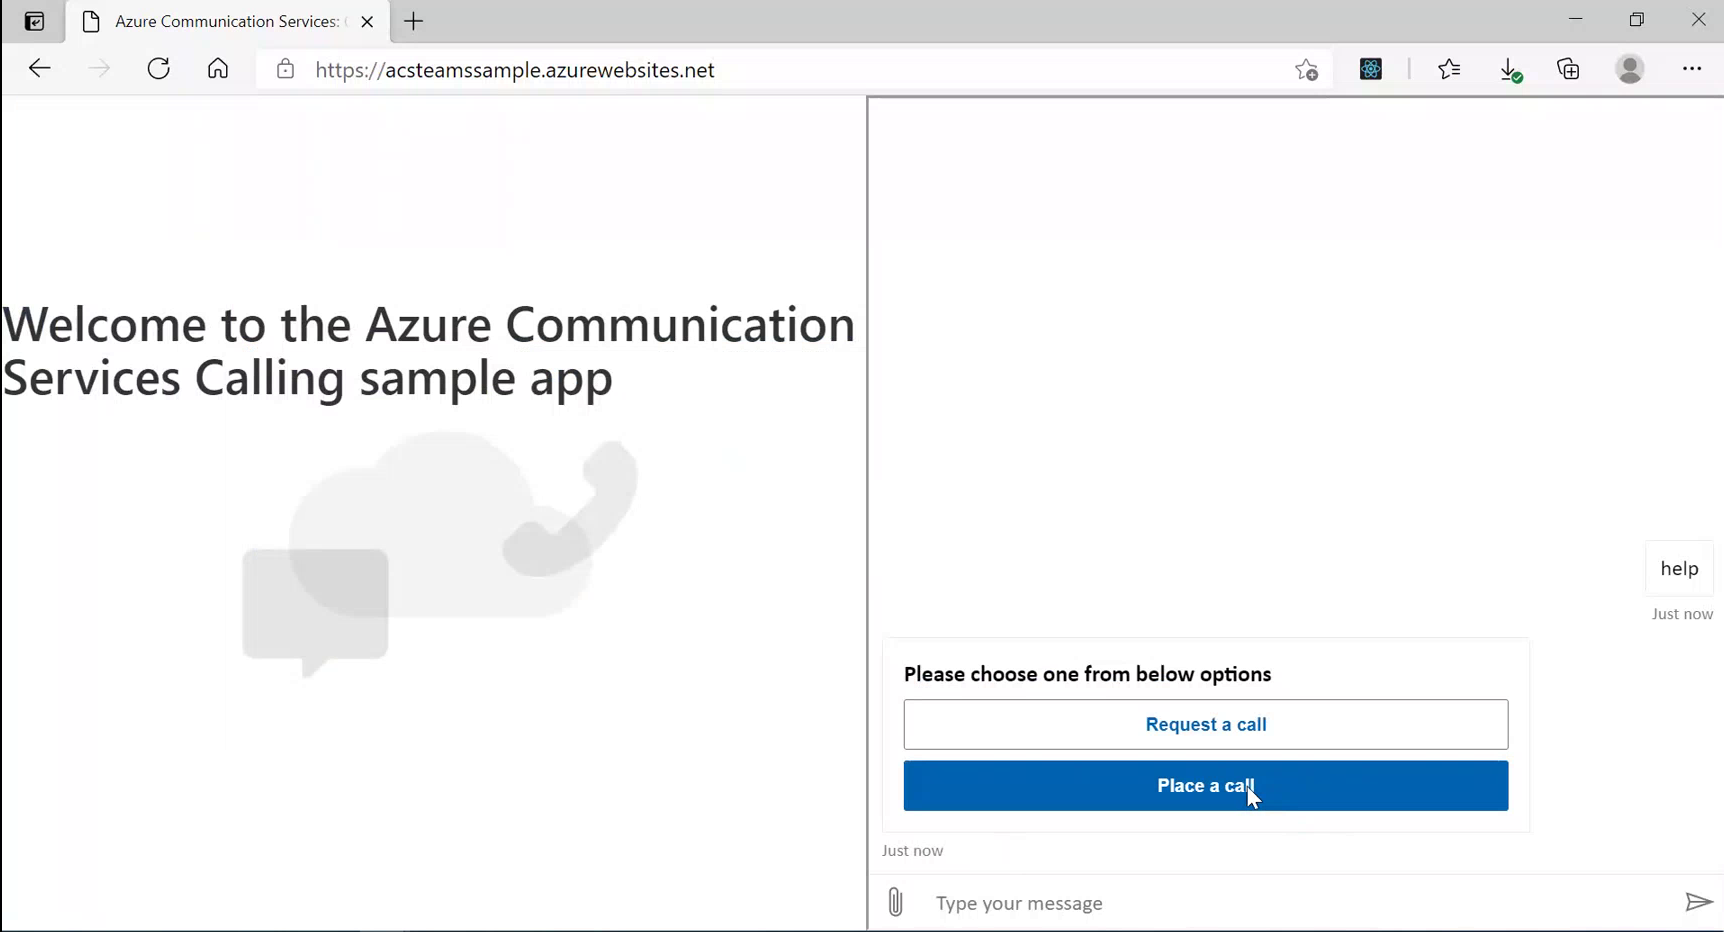 Azure Communication Services: (
https://acsteamssample.azurewebsites.net
Welcome to the Azure Communication
Services Calling sample app
help
Just now
Please choose one from below options
Request a call
Place a call
Just now
Type your message